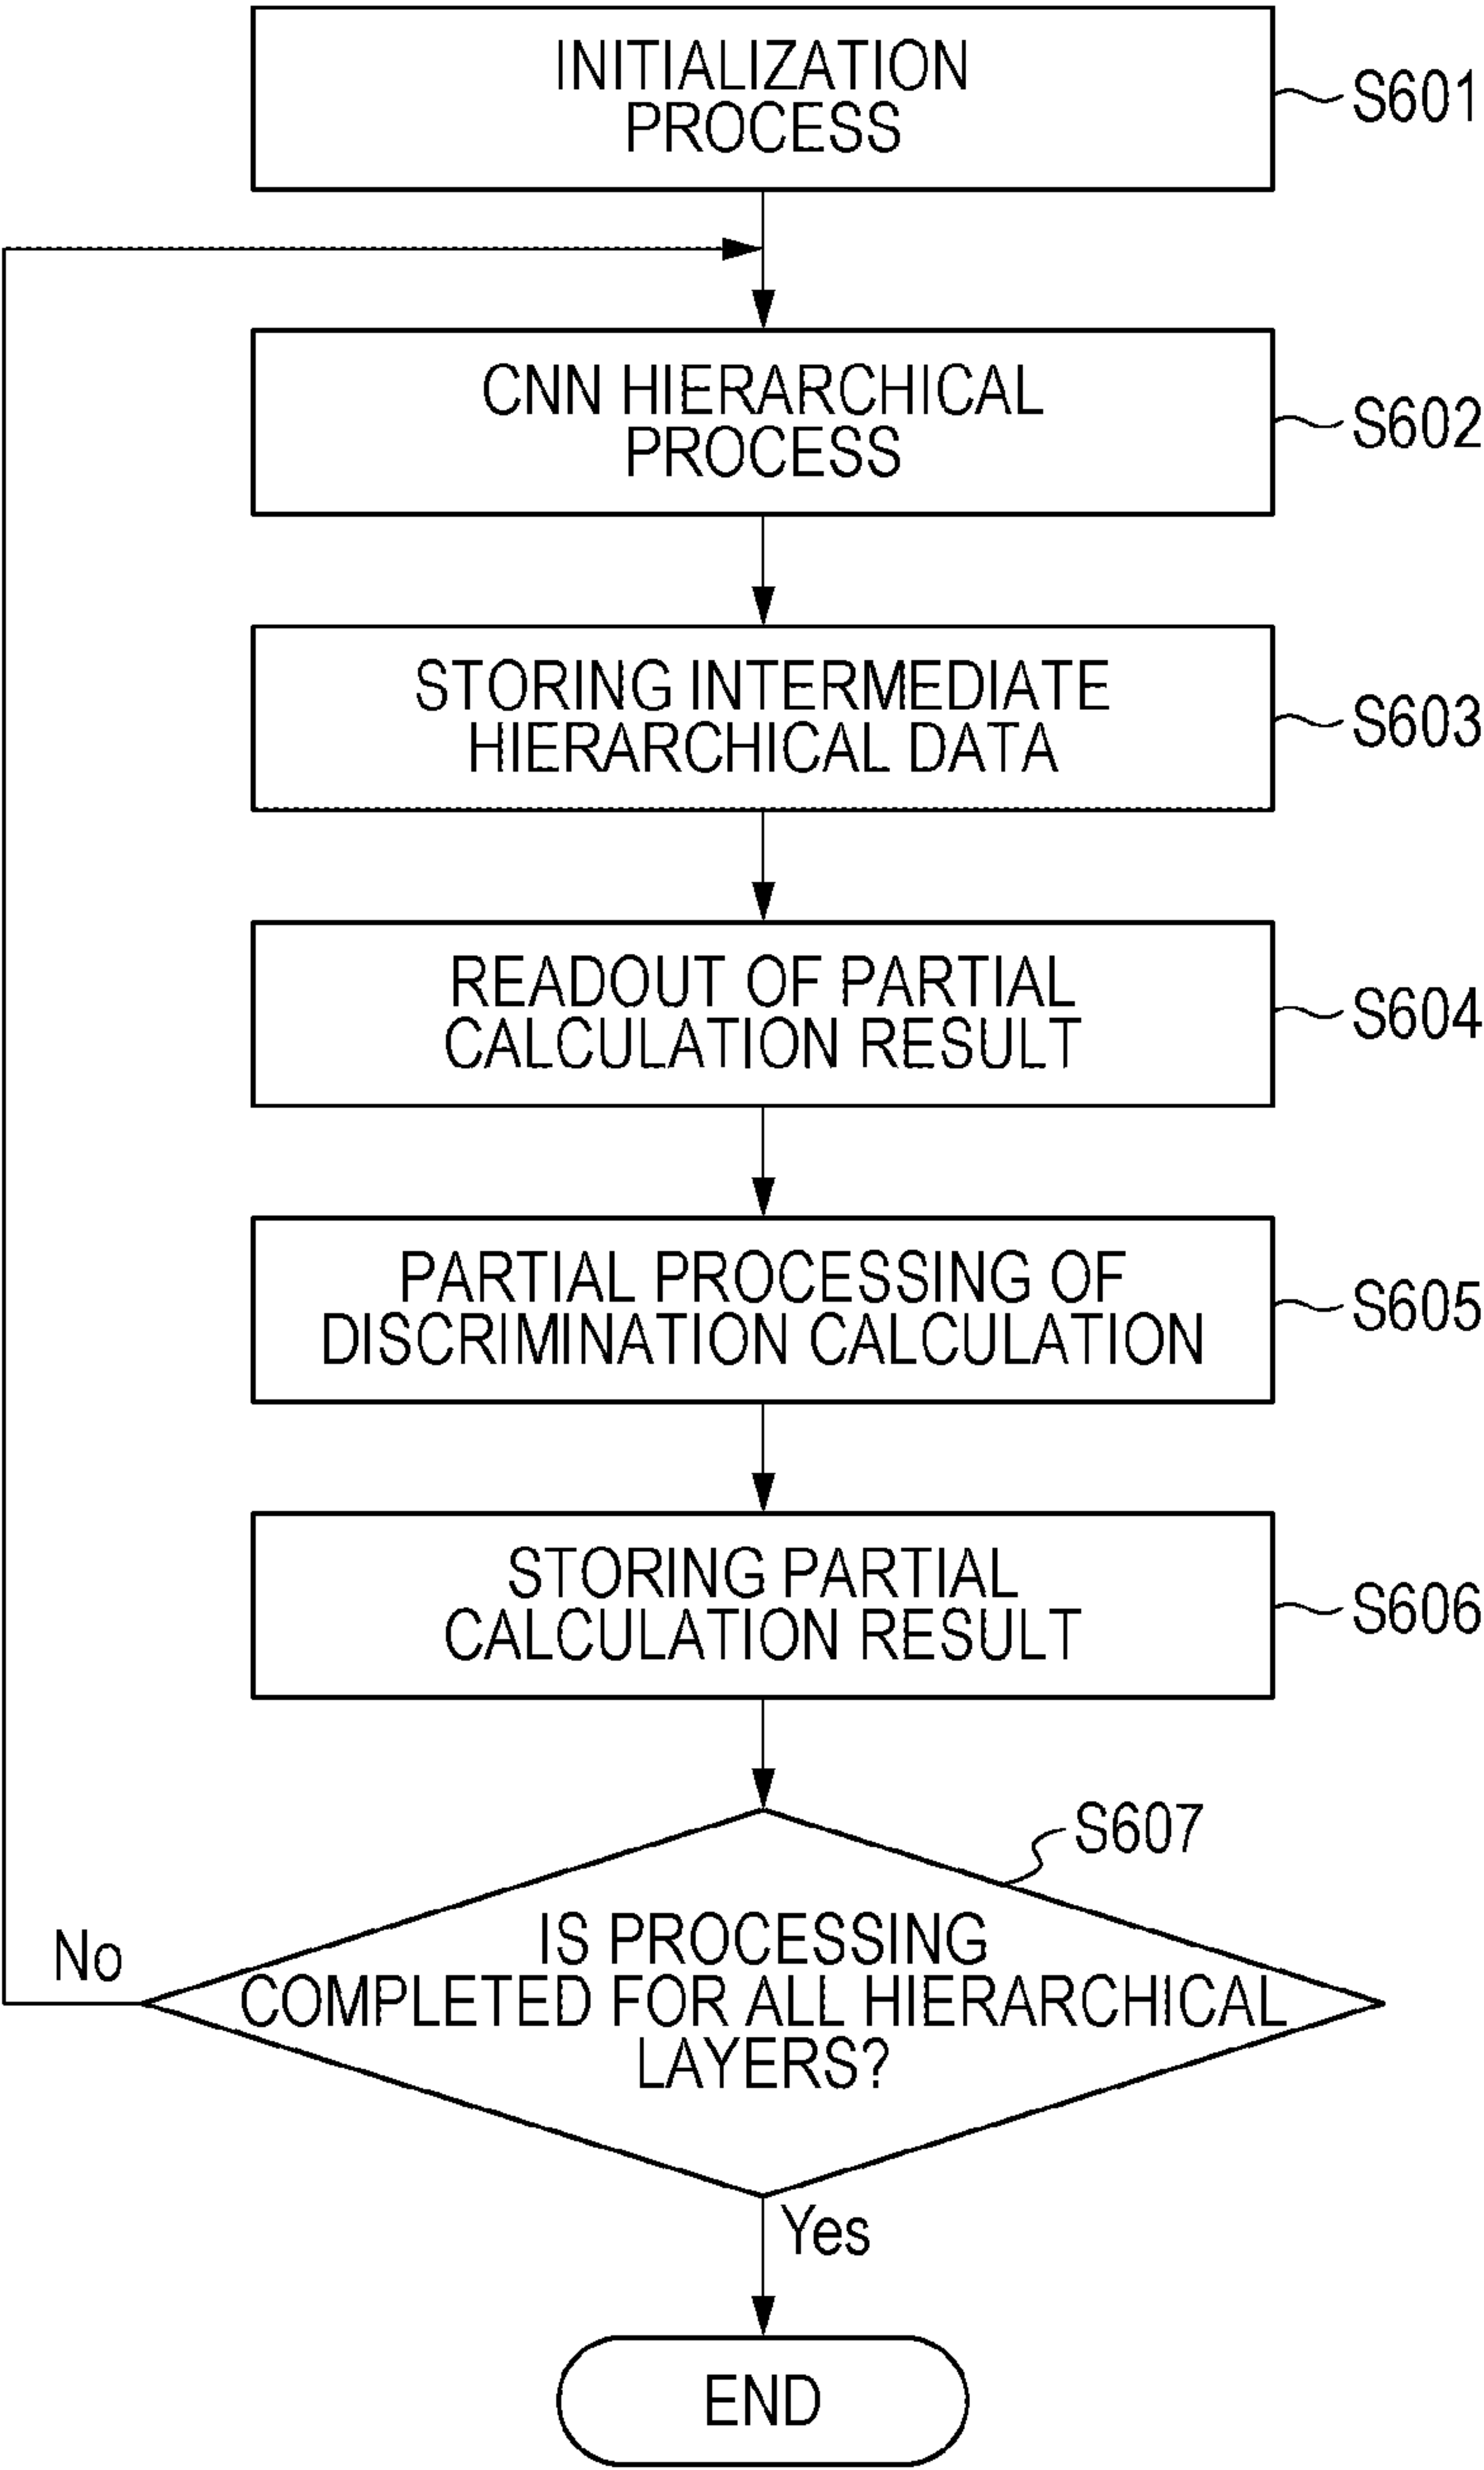 INITIALIZATION
PROCESS
S601
CNN HIERARCHICAL
PROCESS
S602
STORING INTERMEDIATE
HIERARCHICAL DATA
S603
READOUT OF PARTIAL
CALCULATION RESULT
S604
PARTIAL PROCESSING OF
DISCRIMINATION CALCULATION
S605
STORING PARTIAL
CALCULATION RESULT
S606
S607
IS PROCESSING
COMPLETED FOR ALL HIERARCHICAL
LAYERS?
No
Yes
END